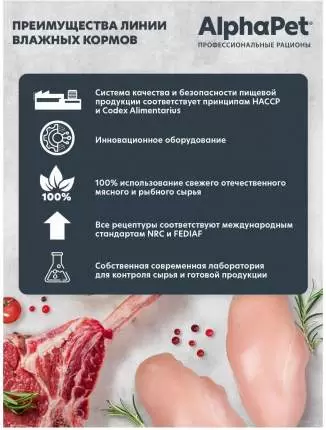 ПРЕИМУЩЕСТВА ЛИНИИ
ВЛАЖНЫХ КОРМОВ
AlphaPet®
ПРОФЕССИОНАЛЬНЫЕ РАЦИОНЫ
Система качества и безопасности пищевой
продукции соответствует принципам HACCP
и Codex Alimentarius
Инновационное оборудование
100%
100% использование свежего отечественного
мясного и рыбного сырья
Все рецептуры соответствуют международным
стандартам NRC и FEDIAF
Собственная современная лаборатория
для контроля сырья и готовой продукции